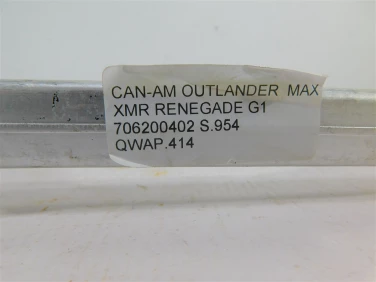 CAN-AM OUTLANDER MAX
XMR RENEGADE G1
706200402 S.954
QWAP.414